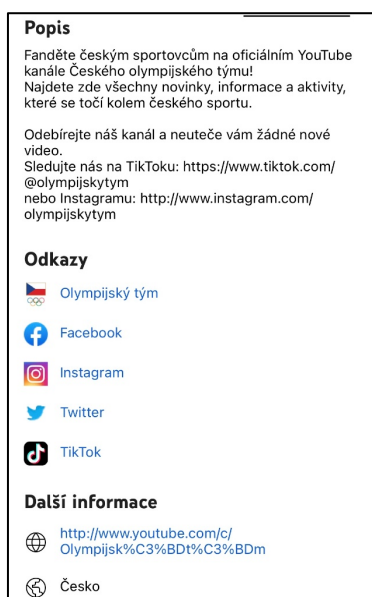 Popis
Fanděte českým sportovcům na oficiálním YouTube
kanále Českého olympijského týmu!
Najdete zde všechny novinky, informace a aktivity,
které se točí kolem českého sportu.
Odebírejte náš kanál a neuteče vám žádné nové
video.
Sledujte nás na TikToku: https://www.tiktok.com/
@olympijskytym
nebo Instagramu: http://www.instagram.com/
olympijskytym
Odkazy
Olympijský tým
Facebook
Instagram
Twitter
TikTok
Další informace
http://www.youtube.com/c/
Olympijsk%C3%BDt%C3%BDm
Česko